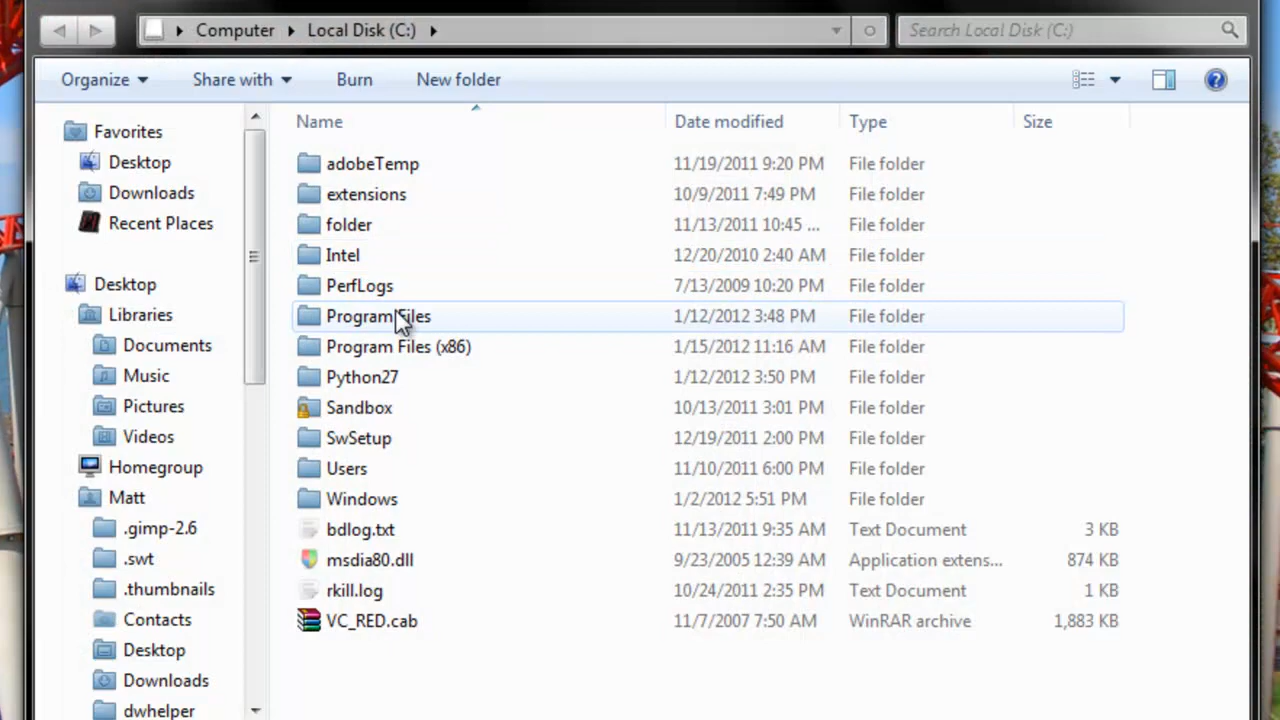 Computer Local Disk (C:) Search Local Disk (C:)
Organize Share with Burn New folder
Name Date modified Type Size
Favorites
Desktop
Downloads
Recent Places
Desktop
Libraries
Documents
Music
Pictures
Videos
Homegroup
Matt
.gimp-2.6
.swt
.thumbnails
Contacts
Desktop
Downloads
dwhelper
adobeTemp 11/19/2011 9:20 PM File folder
extensions 10/9/2011 7:49 PM File folder
folder 11/13/2011 10:45 ... File folder
Intel 12/20/2010 2:40 AM File folder
PerfLogs 7/13/2009 10:20 PM File folder
Program Files 1/12/2012 3:48 PM File folder
Program Files (x86) 1/15/2012 11:16 AM File folder
Python27 1/12/2012 3:50 PM File folder
Sandbox 10/13/2011 3:01 PM File folder
SwSetup 12/19/2011 2:00 PM File folder
Users 11/10/2011 6:00 PM File folder
Windows 1/2/2012 5:51 PM File folder
bdlog.txt 11/13/2011 9:35 AM Text Document 3 KB
msdia80.dll 9/23/2005 12:39 AM Application extens... 874 KB
rkill.log 10/24/2011 2:35 PM Text Document 1 KB
VC_RED.cab 11/7/2007 7:50 AM WinRAR archive 1,883 KB